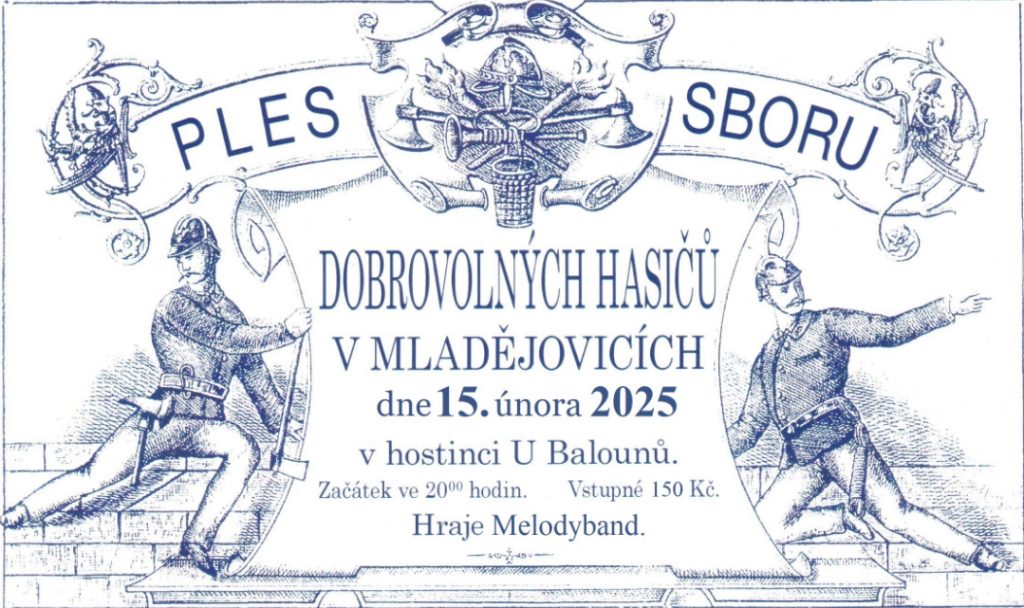 PLES SBORU
DOBROVOLNÝCH HASIČŮ
V MLADĚJOVICÍCH
dne 15. února 2025
v hostinci U Balounů.
Začátek ve 20⁰⁰ hodin. Vstupné 150 Kč.
Hraje Melodyband.